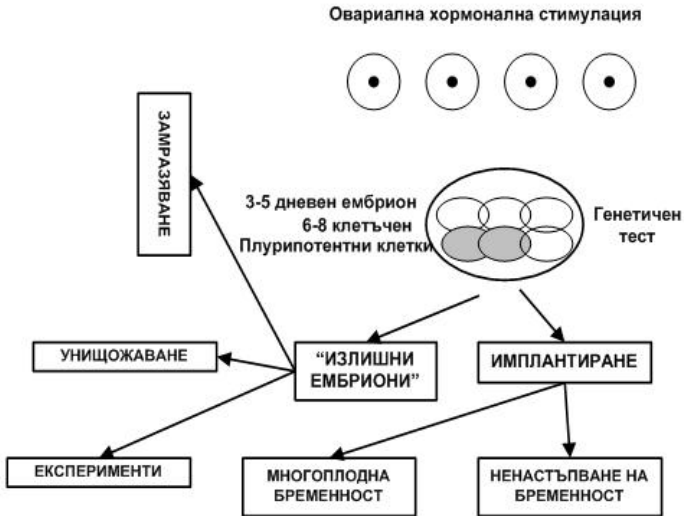 Овариална хормонална стимулация
ЗАМРАЗЯВАНЕ
3-5 дневен ембрион
6-8 клетъчен
Плурипотентни клетки
Генетичен
тест
УНИЩОЖАВАНЕ
“ИЗЛИШНИ
ЕМБРИОНИ”
ИМПЛАНТИРАНЕ
ЕКСПЕРИМЕНТИ
МНОГОПЛОДНА
БРЕМЕННОСТ
НЕНАСТЪПВАНЕ НА
БРЕМЕННОСТ